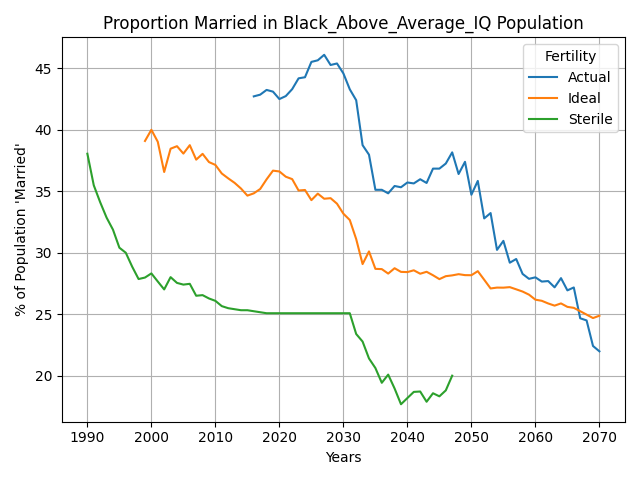 Proportion Married in Black_Above_Average_IQ Population
% of Population 'Married'
45
40
35
30
25
20
Fertility
Actual
Ideal
Sterile
1990 2000 2010 2020 2030 2040 2050 2060 2070
Years